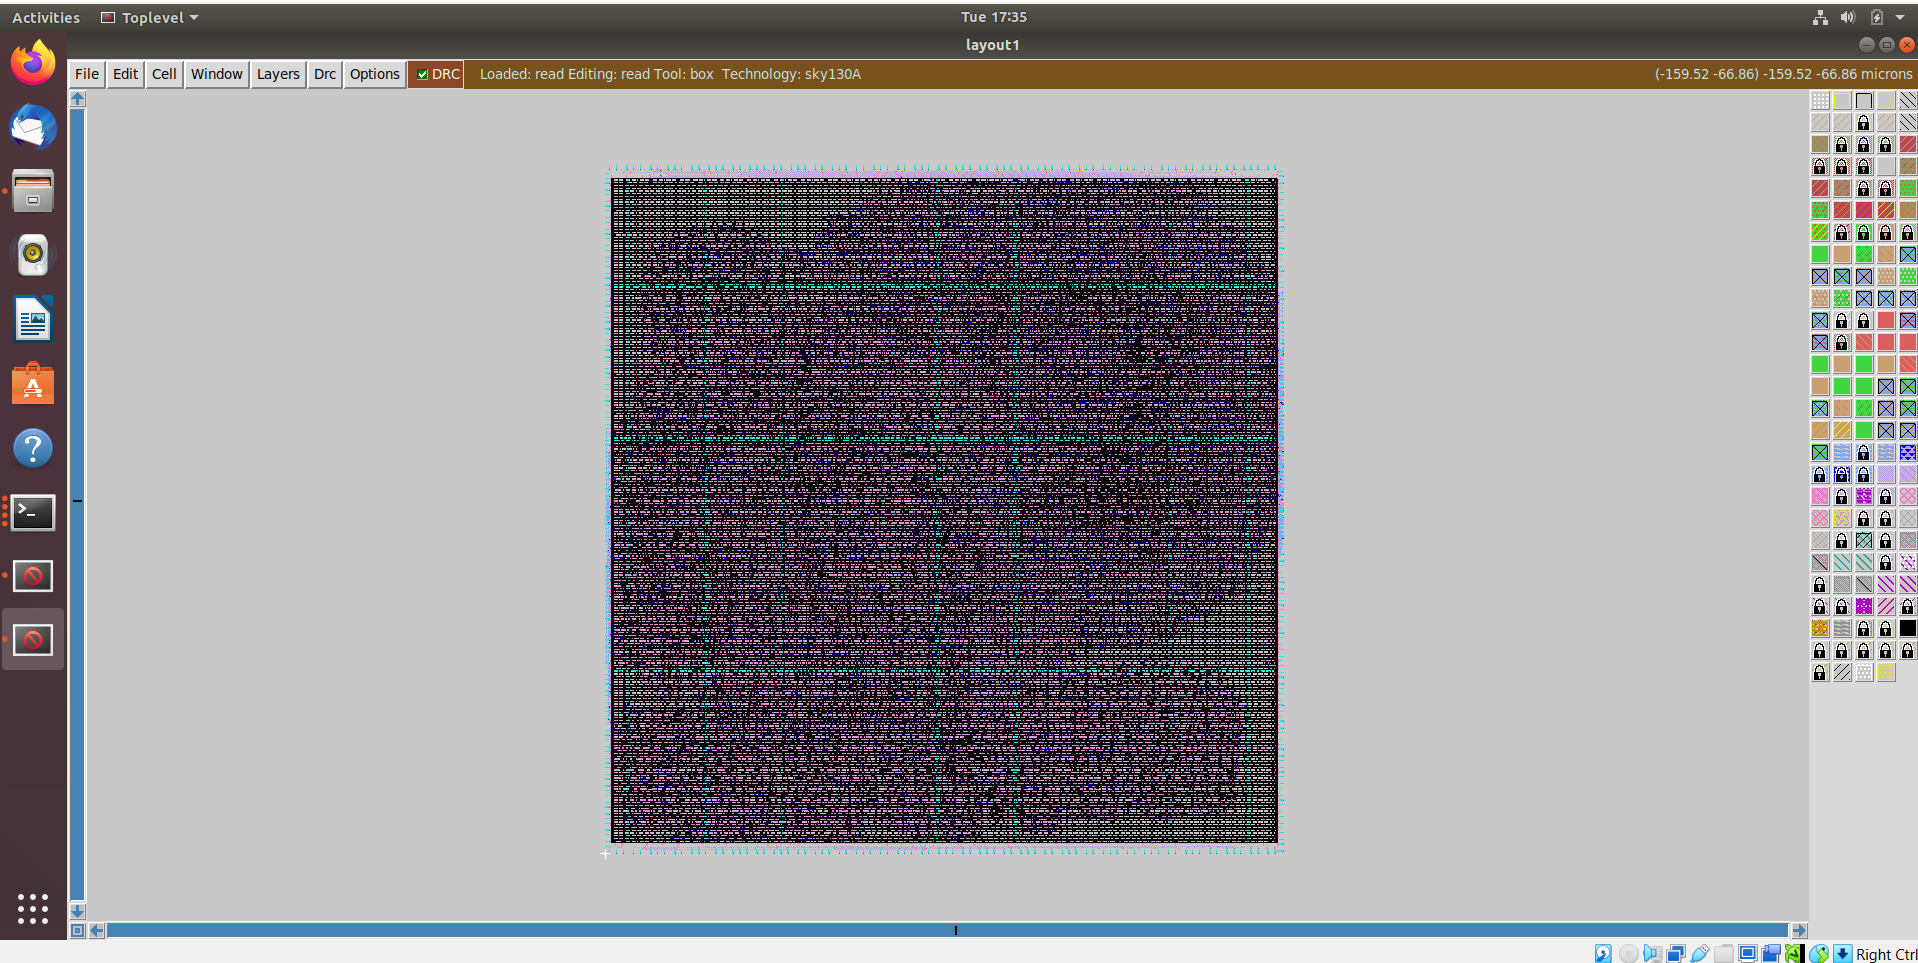 Activities Toplevel Tue 17:35
layout1
File Edit Cell Window Layers Drc Options DRC Loaded: read Editing: read Tool: box Technology: sky130A (-159.52 -66.86) -159.52 -66.86 microns
Right Ctrl